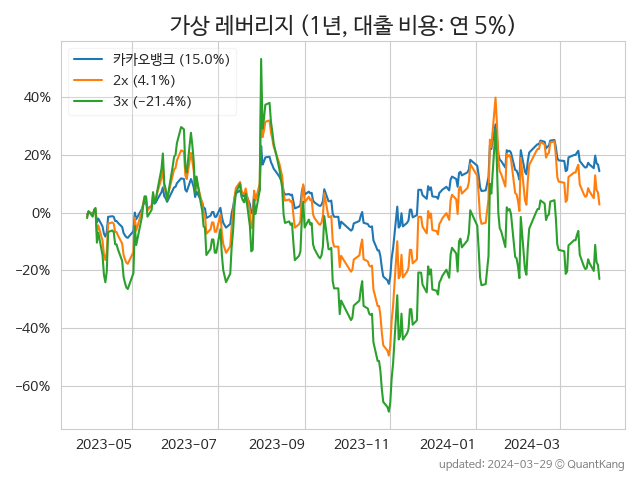 가상 레버리지 (1년, 대출 비용: 연 5%)
카카오뱅크 (15.0%)
2x (4.1%)
3x (−21.4%)
40%
20%
0%
−20%
−40%
−60%
2023-05 2023-07 2023-09 2023-11 2024-01 2024-03
updated: 2024-03-29 © QuantKang